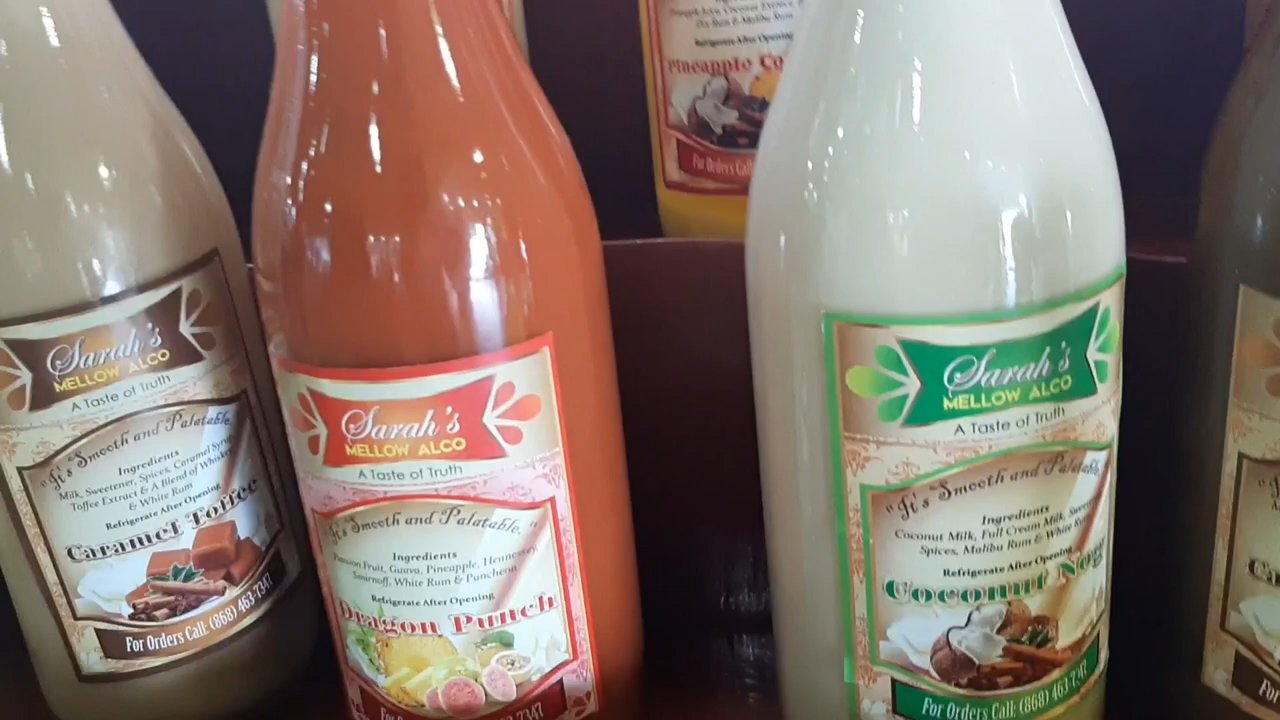 Sarah's
MELLOW ALCO
A Taste of Truth
"It's Smooth and Palatable,
Ingredients
Milk, Sweetener, Spices, Caramel Syrup
Toffee Extract & A Blend of Whiskey
& White Rum
Refrigerate After Opening
Caramel Toffee
For Orders Call: (868) 463-7347
Sarah's
MELLOW ALCO
A Taste of Truth
"It's Smooth and Palatable,"
Ingredients
Passion Fruit, Guava, Pineapple, Hennessey,
Smirnoff, White Rum & Puncheon
Refrigerate After Opening
Dragon Punch
7347
Refrigerate After Opening
Pineapple Co
For Orders Call
Sarah's
MELLOW ALCO
A Taste of Truth
"It's Smooth and Palatable,
Ingredients
Coconut Milk, Full Cream Milk,
Spices, Malibu Rum & White
Refrigerate After Opening
Coconut Nog
For Orders Call: (868) 463-7347